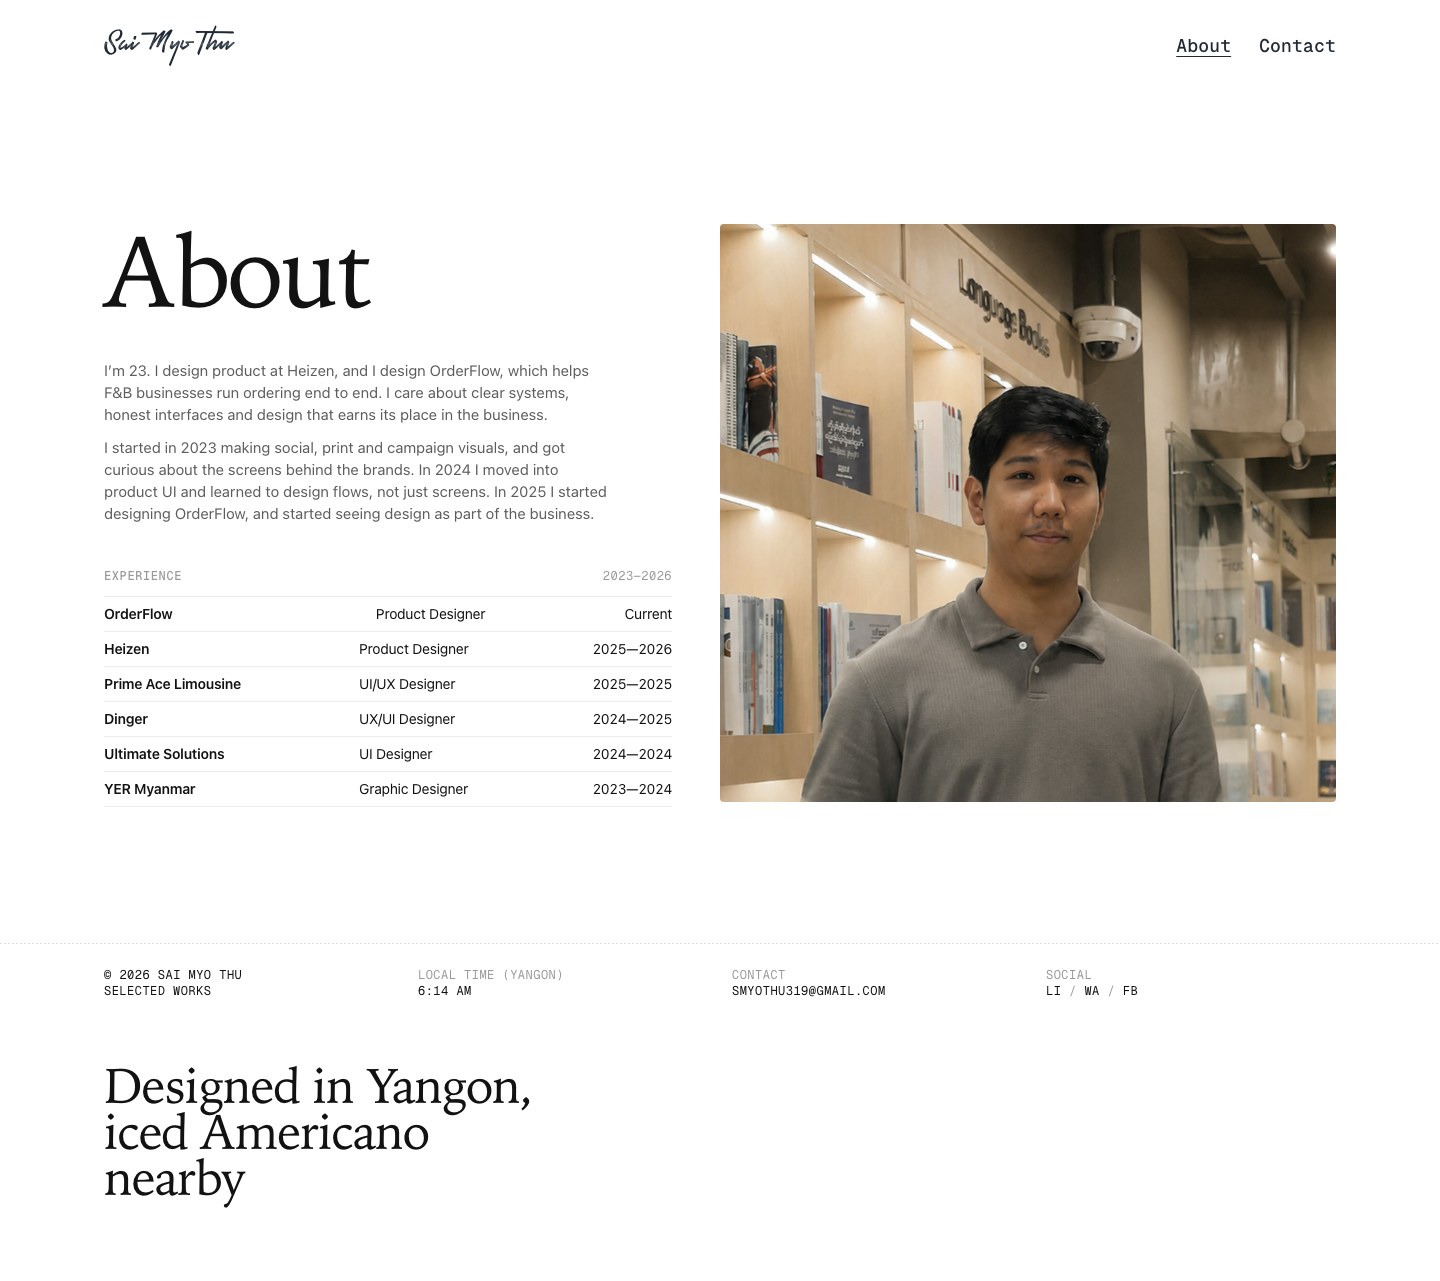 Sai Myo Thu
About Contact
About
I’m 23. I design product at Heizen, and I design OrderFlow, which helps
F&B businesses run ordering end to end. I care about clear systems,
honest interfaces and design that earns its place in the business.
I started in 2023 making social, print and campaign visuals, and got
curious about the screens behind the brands. In 2024 I moved into
product UI and learned to design flows, not just screens. In 2025 I started
designing OrderFlow, and started seeing design as part of the business.
EXPERIENCE 2023—2026
OrderFlow Product Designer Current
Heizen Product Designer 2025—2026
Prime Ace Limousine UI/UX Designer 2025—2025
Dinger UX/UI Designer 2024—2025
Ultimate Solutions UI Designer 2024—2024
YER Myanmar Graphic Designer 2023—2024
Language Books
© 2026 SAI MYO THU
SELECTED WORKS
LOCAL TIME (YANGON)
6:14 AM
CONTACT
SMYOTHU319@GMAIL.COM
SOCIAL
LI / WA / FB
Designed in Yangon,
iced Americano
nearby